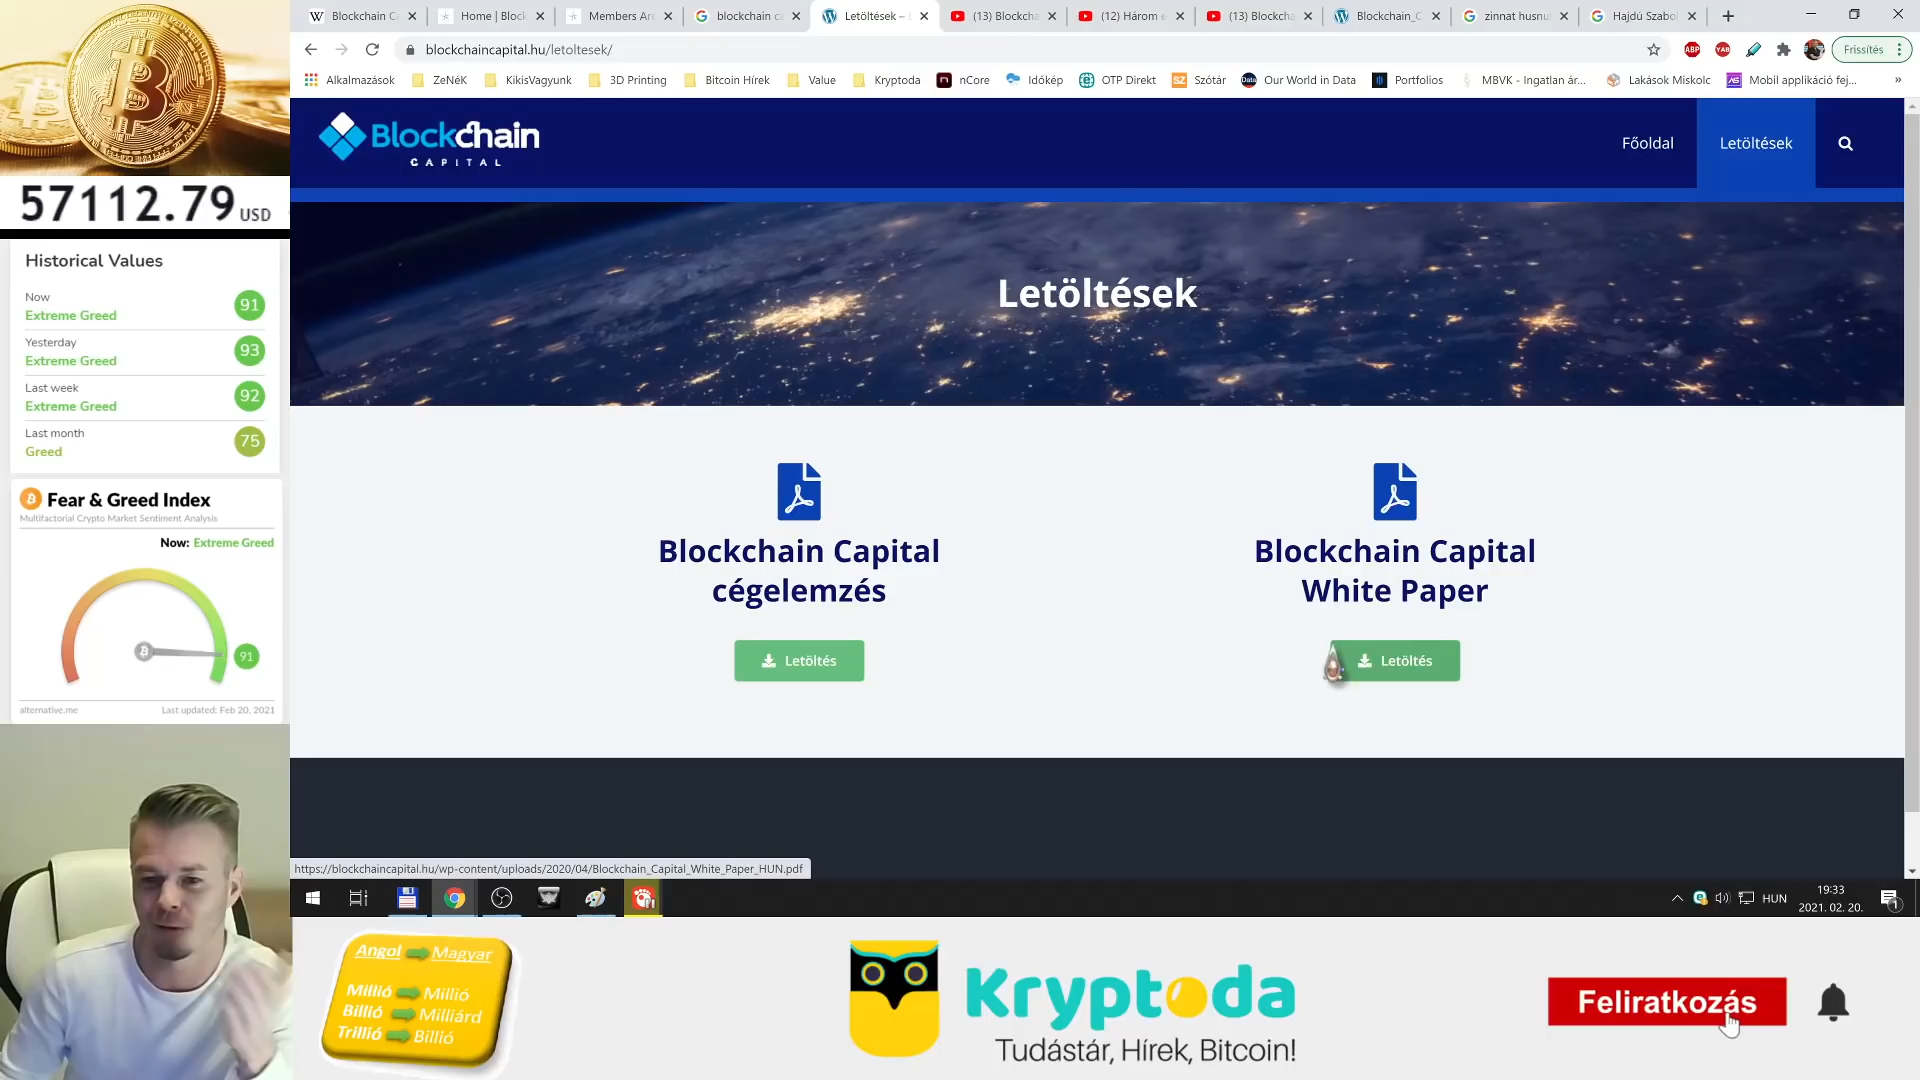 Blockchain C
Home | Block
Members Are
blockchain ca
Letöltések –
(13) Blockcha
(12) Három e
(13) Blockcha
Blockchain_C
zinnat husnu
Hajdú Szabol
blockchaincapital.hu/letoltesek/
Frissítés
Alkalmazások
ZeNéK
KikisVagyunk
3D Printing
Bitcoin Hírek
Value
Kryptoda
nCore
Időkép
OTP Direkt
Szótár
Our World in Data
Portfolios
MBVK - Ingatlan ár...
Lakások Miskolc
Mobil applikáció fej...
Blockchain
CAPITAL
Főoldal
Letöltések
57112.79 USD
Historical Values
Now
Extreme Greed
91
Yesterday
Extreme Greed
93
Last week
Extreme Greed
92
Last month
Greed
75
Fear & Greed Index
Multifactorial Crypto Market Sentiment Analysis
Now: Extreme Greed
91
alternative.me
Last updated: Feb 20, 2021
Letöltések
Blockchain Capital
cégelemzés
Letöltés
Blockchain Capital
White Paper
Letöltés
https://blockchaincapital.hu/wp-content/uploads/2020/04/Blockchain_Capital_White_Paper_HUN.pdf
HUN
19:33
2021. 02. 20.
1
Angol Magyar
Millió Millió
Billió Milliárd
Trillió Billió
Kryptoda
Tudástár, Hírek, Bitcoin!
Feliratkozás